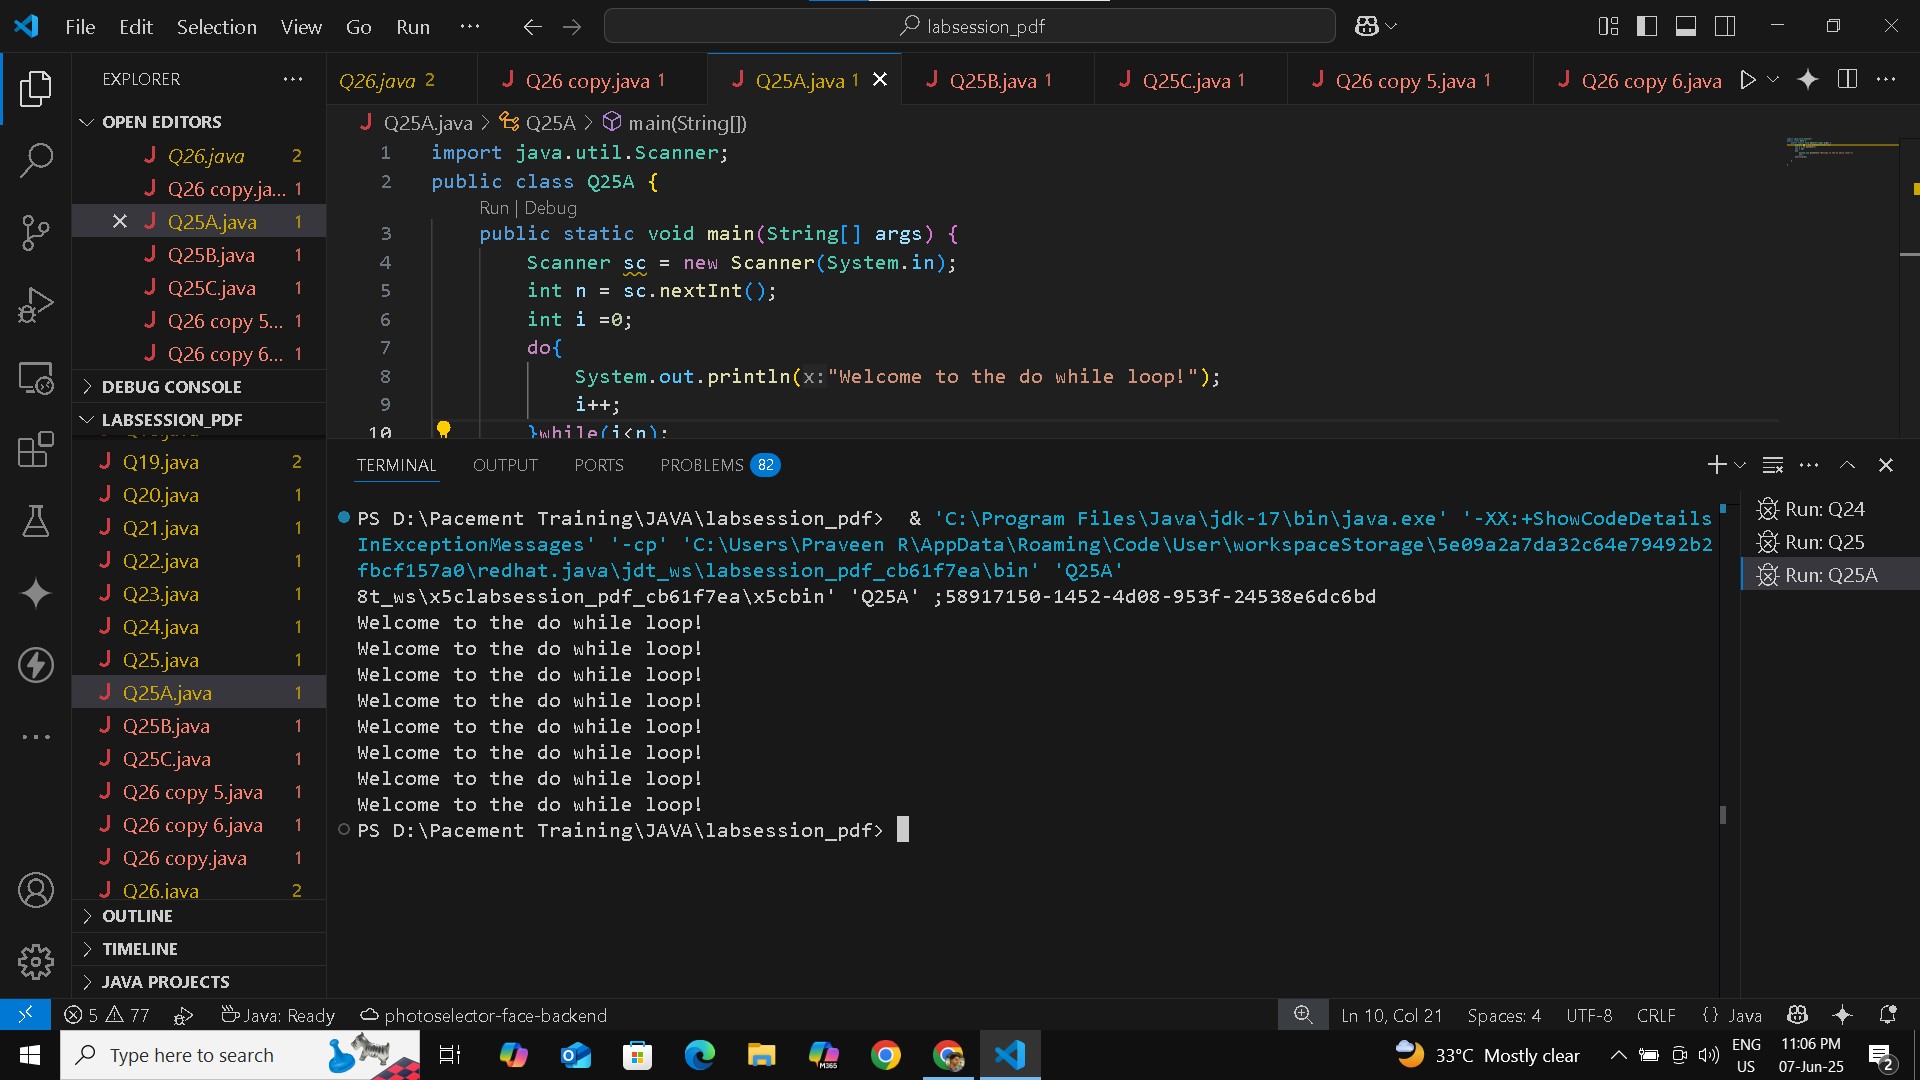 File Edit Selection View Go Run ··· labsession_pdf
EXPLORER ···
OPEN EDITORS
Q26.java 2
Q26 copy.ja... 1
Q25A.java 1
Q25B.java 1
Q25C.java 1
Q26 copy 5... 1
Q26 copy 6... 1
DEBUG CONSOLE
LABSESSION_PDF
Q19.java 2
Q20.java 1
Q21.java 1
Q22.java 1
Q23.java 1
Q24.java 1
Q25.java 1
Q25A.java 1
Q25B.java 1
Q25C.java 1
Q26 copy 5.java 1
Q26 copy 6.java 1
Q26 copy.java 1
Q26.java 2
OUTLINE
TIMELINE
JAVA PROJECTS
Q26.java 2 Q26 copy.java 1 Q25A.java 1 Q25B.java 1 Q25C.java 1 Q26 copy 5.java 1 Q26 copy 6.java
Q25A.java > Q25A > main(String[])
1 import java.util.Scanner;
2 public class Q25A {
Run | Debug
3 public static void main(String[] args) {
4 Scanner sc = new Scanner(System.in);
5 int n = sc.nextInt();
6 int i =0;
7 do{
8 System.out.println(x:"Welcome to the do while loop!");
9 i++;
10 }while(i<n);
TERMINAL OUTPUT PORTS PROBLEMS 82
PS D:\Pacement Training\JAVA\labsession_pdf> & 'C:\Program Files\Java\jdk-17\bin\java.exe' '-XX:+ShowCodeDetails
InExceptionMessages' '-cp' 'C:\Users\Praveen R\AppData\Roaming\Code\User\workspaceStorage\5e09a2a7da32c64e79492b2
fbcf157a0\redhat.java\jdt_ws\labsession_pdf_cb61f7ea\bin' 'Q25A'
8t_ws\x5clabsession_pdf_cb61f7ea\x5cbin' 'Q25A' ;58917150-1452-4d08-953f-24538e6dc6bd
Welcome to the do while loop!
Welcome to the do while loop!
Welcome to the do while loop!
Welcome to the do while loop!
Welcome to the do while loop!
Welcome to the do while loop!
Welcome to the do while loop!
Welcome to the do while loop!
PS D:\Pacement Training\JAVA\labsession_pdf>
Run: Q24
Run: Q25
Run: Q25A
5 77 Java: Ready photoselector-face-backend Ln 10, Col 21 Spaces: 4 UTF-8 CRLF {} Java
Type here to search M365 33°C Mostly clear ENG US 11:06 PM 07-Jun-25 2